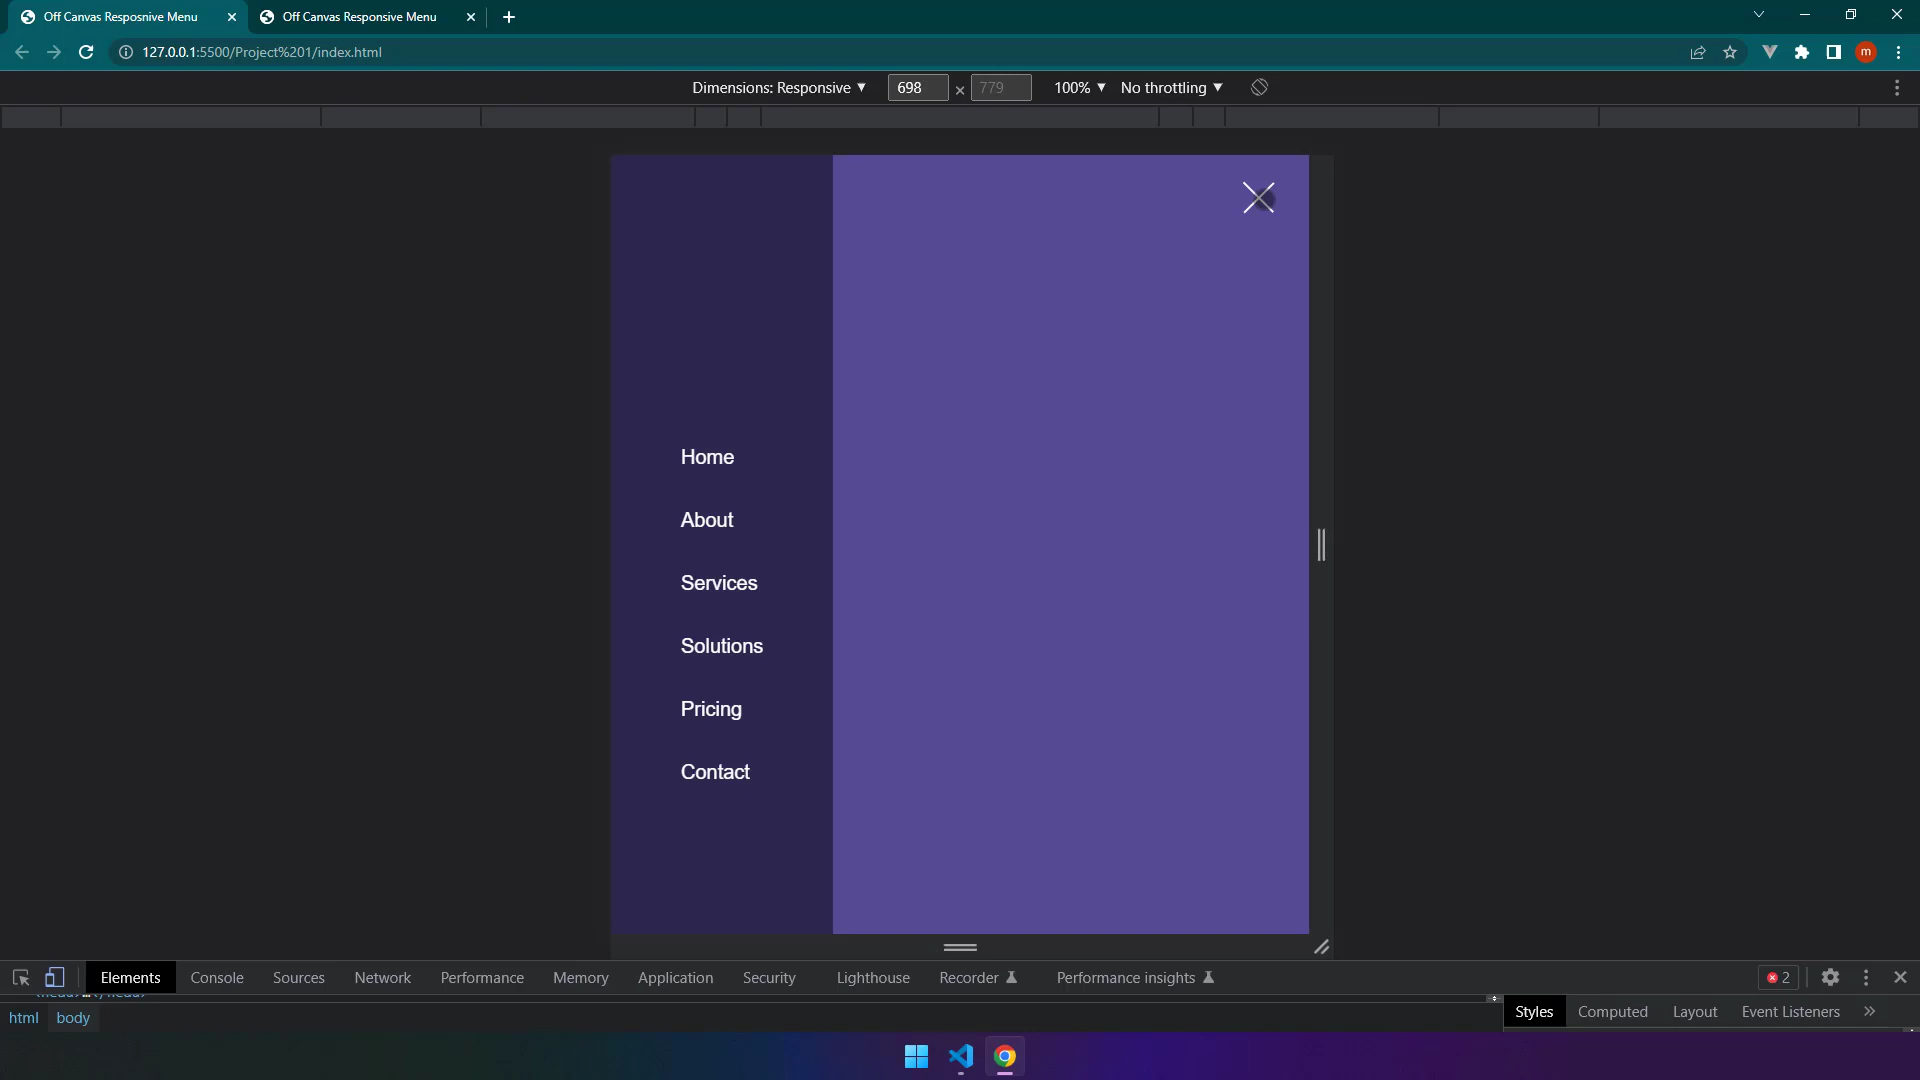 Off Canvas Resposnive Menu
Off Canvas Responsive Menu
127.0.0.1:5500/Project%201/index.html
m
Dimensions: Responsive
698
×
779
100%
No throttling
Home
About
Services
Solutions
Pricing
Contact
Elements
Console
Sources
Network
Performance
Memory
Application
Security
Lighthouse
Recorder
Performance insights
2
html
body
Styles
Computed
Layout
Event Listeners